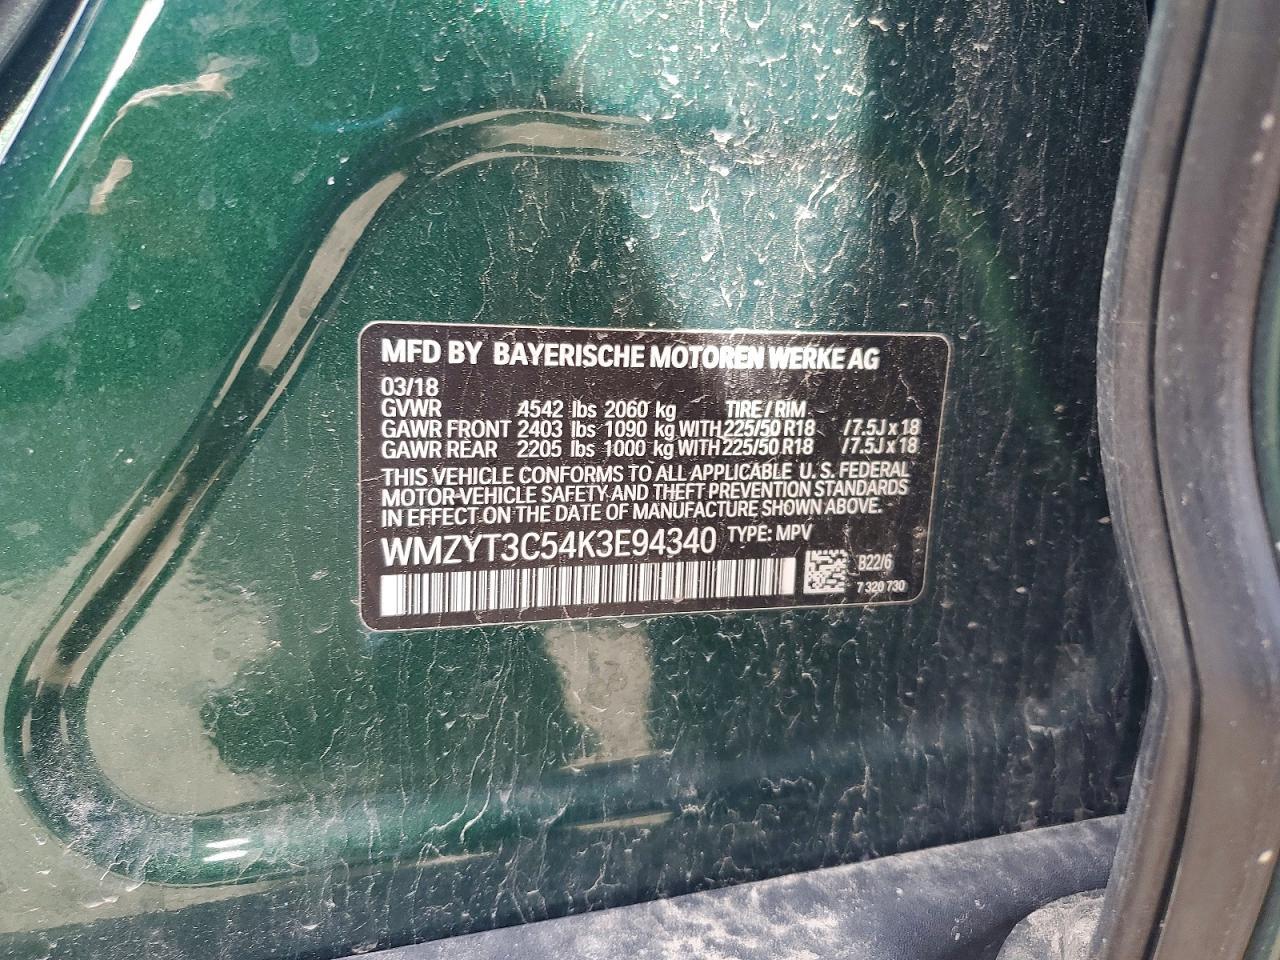 MFD BY BAYERISCHE MOTOREN WERKE AG
03/18
GVWR 4542 lbs 2060 kg TIRE / RIM
GAWR FRONT 2403 lbs 1090 kg WITH 225/50 R18 / 7.5J x 18
GAWR REAR 2205 lbs 1000 kg WITH 225/50 R18 / 7.5J x 18
THIS VEHICLE CONFORMS TO ALL APPLICABLE U. S. FEDERAL
MOTOR-VEHICLE SAFETY AND THEFT PREVENTION STANDARDS
IN EFFECT ON THE DATE OF MANUFACTURE SHOWN ABOVE.
WMZYT3C54K3E94340 TYPE: MPV
B22/6
7 320 730